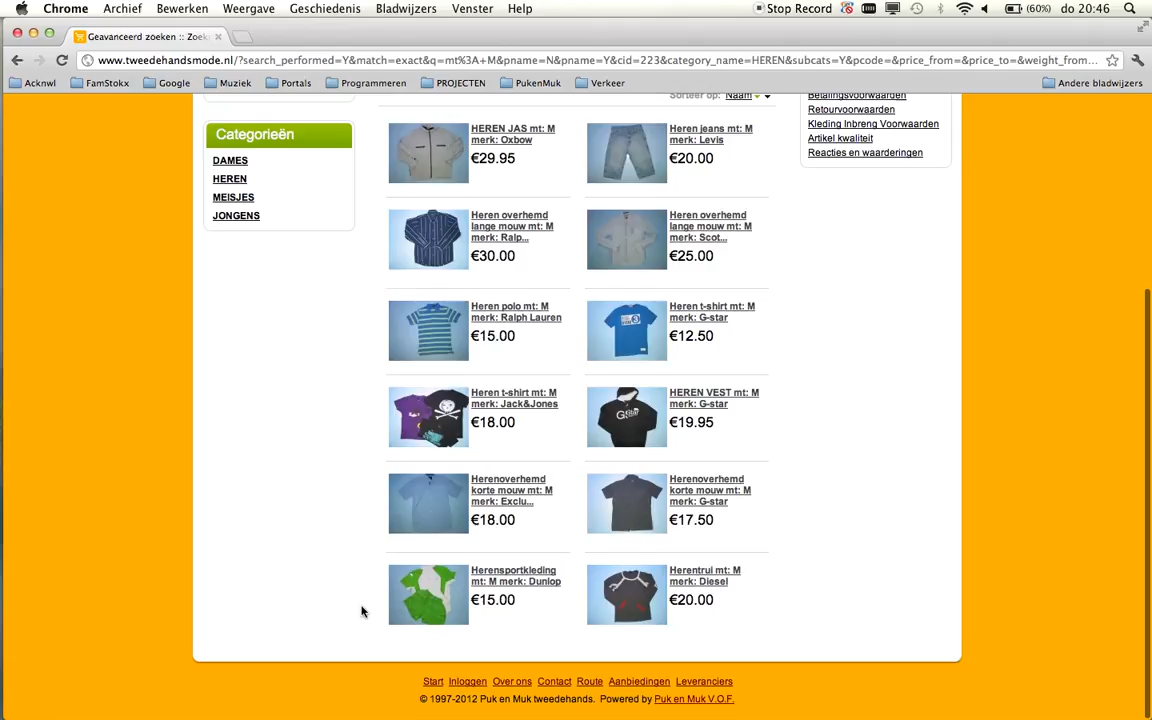 Chrome Archief Bewerken Weergave Geschiedenis Bladwijzers Venster Help Stop Record (60%) do 20:46
Geavanceerd zoeken :: Zoek
www.tweedehandsmode.nl/?search_performed=Y&match=exact&q=mt%3A+M&pname=N&pname=Y&cid=223&category_name=HEREN&subcats=Y&pcode=&price_from=&price_to=&weight_from...
Acknwl FamStokx Google Muziek Portals Programmeren PROJECTEN PukenMuk Verkeer Andere bladwijzers
Sorteer op: Naam
Betalingsvoorwaarden
Retourvoorwaarden
Kleding Inbreng Voorwaarden
Artikel kwaliteit
Reacties en waarderingen
Categorieën
DAMES
HEREN
MEISJES
JONGENS
HEREN JAS mt: M
merk: Oxbow
€29.95
Heren jeans mt: M
merk: Levis
€20.00
Heren overhemd
lange mouw mt: M
merk: Ralp...
€30.00
Heren overhemd
lange mouw mt: M
merk: Scot...
€25.00
Heren polo mt: M
merk: Ralph Lauren
€15.00
Heren t-shirt mt: M
merk: G-star
€12.50
Heren t-shirt mt: M
merk: Jack&Jones
€18.00
HEREN VEST mt: M
merk: G-star
€19.95
Herenoverhemd
korte mouw mt: M
merk: Exclu...
€18.00
Herenoverhemd
korte mouw mt: M
merk: G-star
€17.50
Herensportkleding
mt: M merk: Dunlop
€15.00
Herentrui mt: M
merk: Diesel
€20.00
Start Inloggen Over ons Contact Route Aanbiedingen Leveranciers
© 1997-2012 Puk en Muk tweedehands. Powered by Puk en Muk V.O.F.